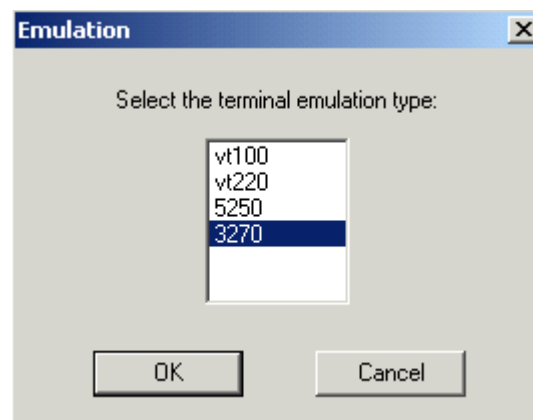 Emulation
Select the terminal emulation type:
vt100
vt220
5250
3270
OK
Cancel